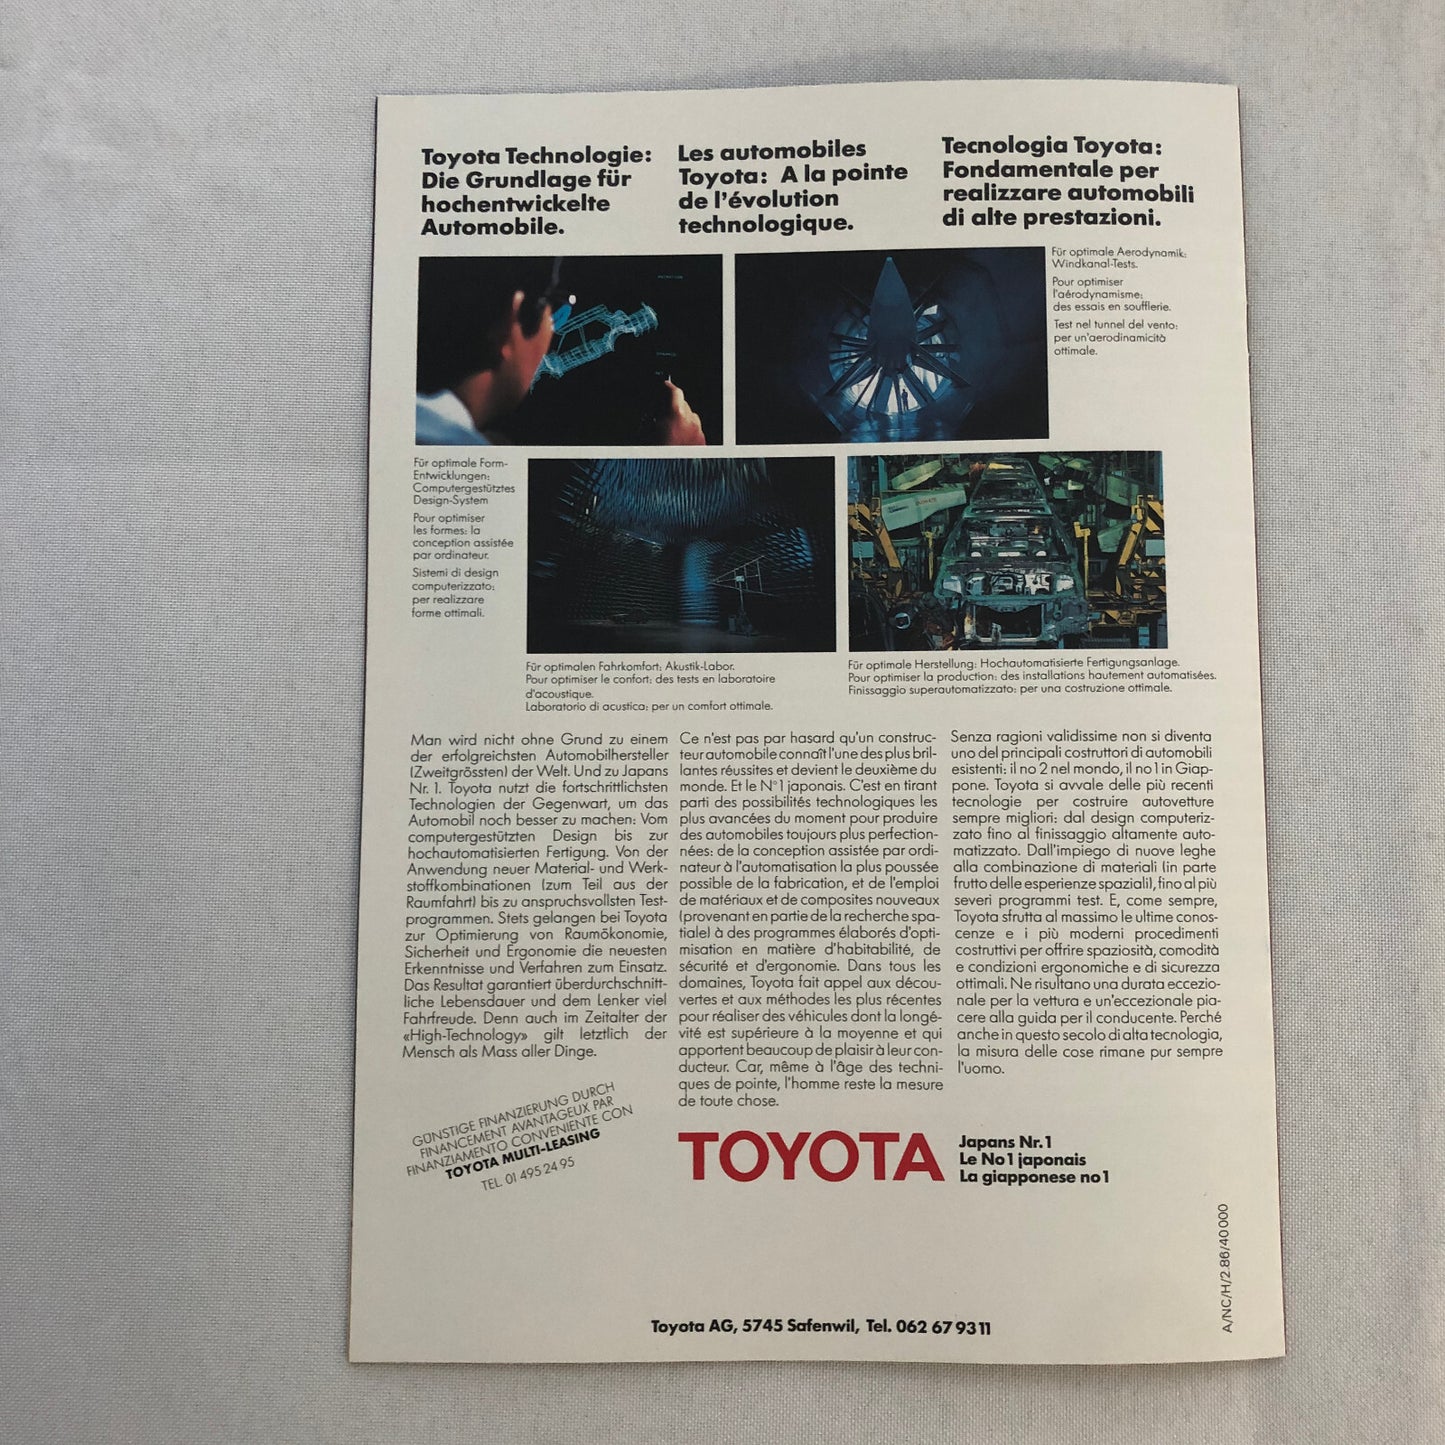 Toyota Technologie:
Die Grundlage für
hochentwickelte
Automobile.
Les automobiles
Toyota: A la pointe
de l'évolution
technologique.
Tecnologia Toyota:
Fondamentale per
realizzare automobili
di alte prestazioni.
Für optimale Aerodynamik:
Windkanal-Tests.
Pour optimiser
l'aérodynamisme:
des essais en soufflerie.
Test nel tunnel del vento:
per un'aerodinamicità
ottimale.
Für optimale Form-
Entwicklungen:
Computergestütztes
Design-System
Pour optimiser
les formes: la
conception assistée
par ordinateur.
Sistemi di design
computerizzato:
per realizzare
forme ottimali.
Für optimalen Fahrkomfort: Akustik-Labor.
Pour optimiser le confort: des tests en laboratoire
d'acoustique.
Laboratorio di acustica: per un comfort ottimale.
Für optimale Herstellung: Hochautomatisierte Fertigungsanlage.
Pour optimiser la production: des installations hautement automatisées.
Finissaggio superautomatizzato: per una costruzione ottimale.
Man wird nicht ohne Grund zu einem
der erfolgreichsten Automobilhersteller
(Zweitgrössten) der Welt. Und zu Japans
Nr. 1. Toyota nutzt die fortschrittlichsten
Technologien der Gegenwart, um das
Automobil noch besser zu machen: Vom
computergestützten Design bis zur
hochautomatisierten Fertigung. Von der
Anwendung neuer Material- und Werk-
stoffkombinationen (zum Teil aus der
Raumfahrt) bis zu anspruchsvollsten Test-
programmen. Stets gelangen bei Toyota
zur Optimierung von Raumökonomie,
Sicherheit und Ergonomie die neuesten
Erkenntnisse und Verfahren zum Einsatz.
Das Resultat garantiert überdurchschnitt-
liche Lebensdauer und dem Lenker viel
Fahrfreude. Denn auch im Zeitalter der
«High-Technology» gilt letztlich der
Mensch als Mass aller Dinge.
Ce n'est pas par hasard qu'un construc-
teur automobile connaît l'une des plus bril-
lantes réussites et devient le deuxième du
monde. Et le N° 1 japonais. C'est en tirant
parti des possibilités technologiques les
plus avancées du moment pour produire
des automobiles toujours plus perfection-
nées: de la conception assistée par ordi-
nateur à l'automatisation la plus poussée
possible de la fabrication, et de l'emploi
de matériaux et de composites nouveaux
(provenant en partie de la recherche spa-
tiale) à des programmes élaborés d'opti-
misation en matière d'habitabilité, de
sécurité et d'ergonomie. Dans tous les
domaines, Toyota fait appel aux décou-
vertes et aux méthodes les plus récentes
pour réaliser des véhicules dont la longé-
vité est supérieure à la moyenne et qui
apportent beaucoup de plaisir à leur con-
ducteur. Car, même à l'âge des techni-
ques de pointe, l'homme reste la mesure
de toute chose.
Senza ragioni validissime non si diventa
uno del principali costruttori di automobili
esistenti: il no 2 nel mondo, il no 1 in Giap-
pone. Toyota si avvale delle più recenti
tecnologie per costruire autovetture
sempre migliori: dal design computeriz-
zato fino al finissaggio altamente auto-
matizzato. Dall'impiego di nuove leghe
alla combinazione di materiali (in parte
frutto delle esperienze spaziali), fino al più
severi programmi test. E, come sempre,
Toyota sfrutta al massimo le ultime conos-
cenze e i più moderni procedimenti
costruttivi per offrire spaziosità, comodità
e condizioni ergonomiche e di sicurezza
ottimali. Ne risultano una durata eccezio-
nale per la vettura e un'eccezionale pia-
cere alla guida per il conducente. Perché
anche in questo secolo di alta tecnologia,
la misura delle cose rimane pur sempre
l'uomo.
GÜNSTIGE FINANZIERUNG DURCH
FINANCEMENT AVANTAGEUX PAR
FINANZIAMENTO CONVENIENTE CON
TOYOTA MULTI-LEASING
TEL. 01 495 24 95
TOYOTA
Japans Nr. 1
Le No 1 japonais
La giapponese no 1
A/NC/H/2.86/40 000
Toyota AG, 5745 Safenwil, Tel. 062 67 93 11